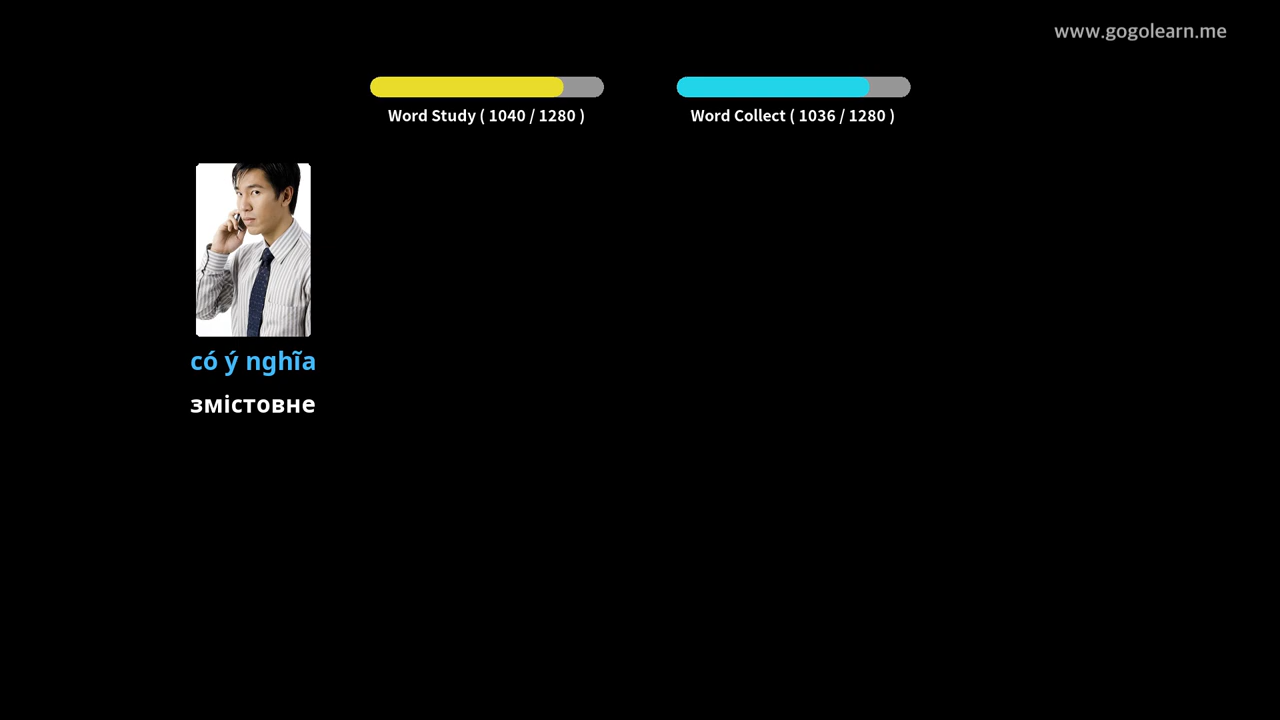 www.gogolearn.me
Word Study ( 1040 / 1280 )
Word Collect ( 1036 / 1280 )
có ý nghĩa
змістовне